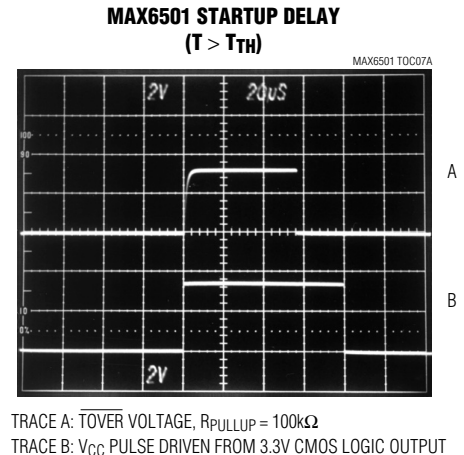 MAX6501 STARTUP DELAY
(T > TTH)
MAX6501 TOC07A
2V 20uS
100
90
A
B
10
0%
2V
TRACE A: TOVER VOLTAGE, RPULLUP = 100kΩ
TRACE B: VCC PULSE DRIVEN FROM 3.3V CMOS LOGIC OUTPUT